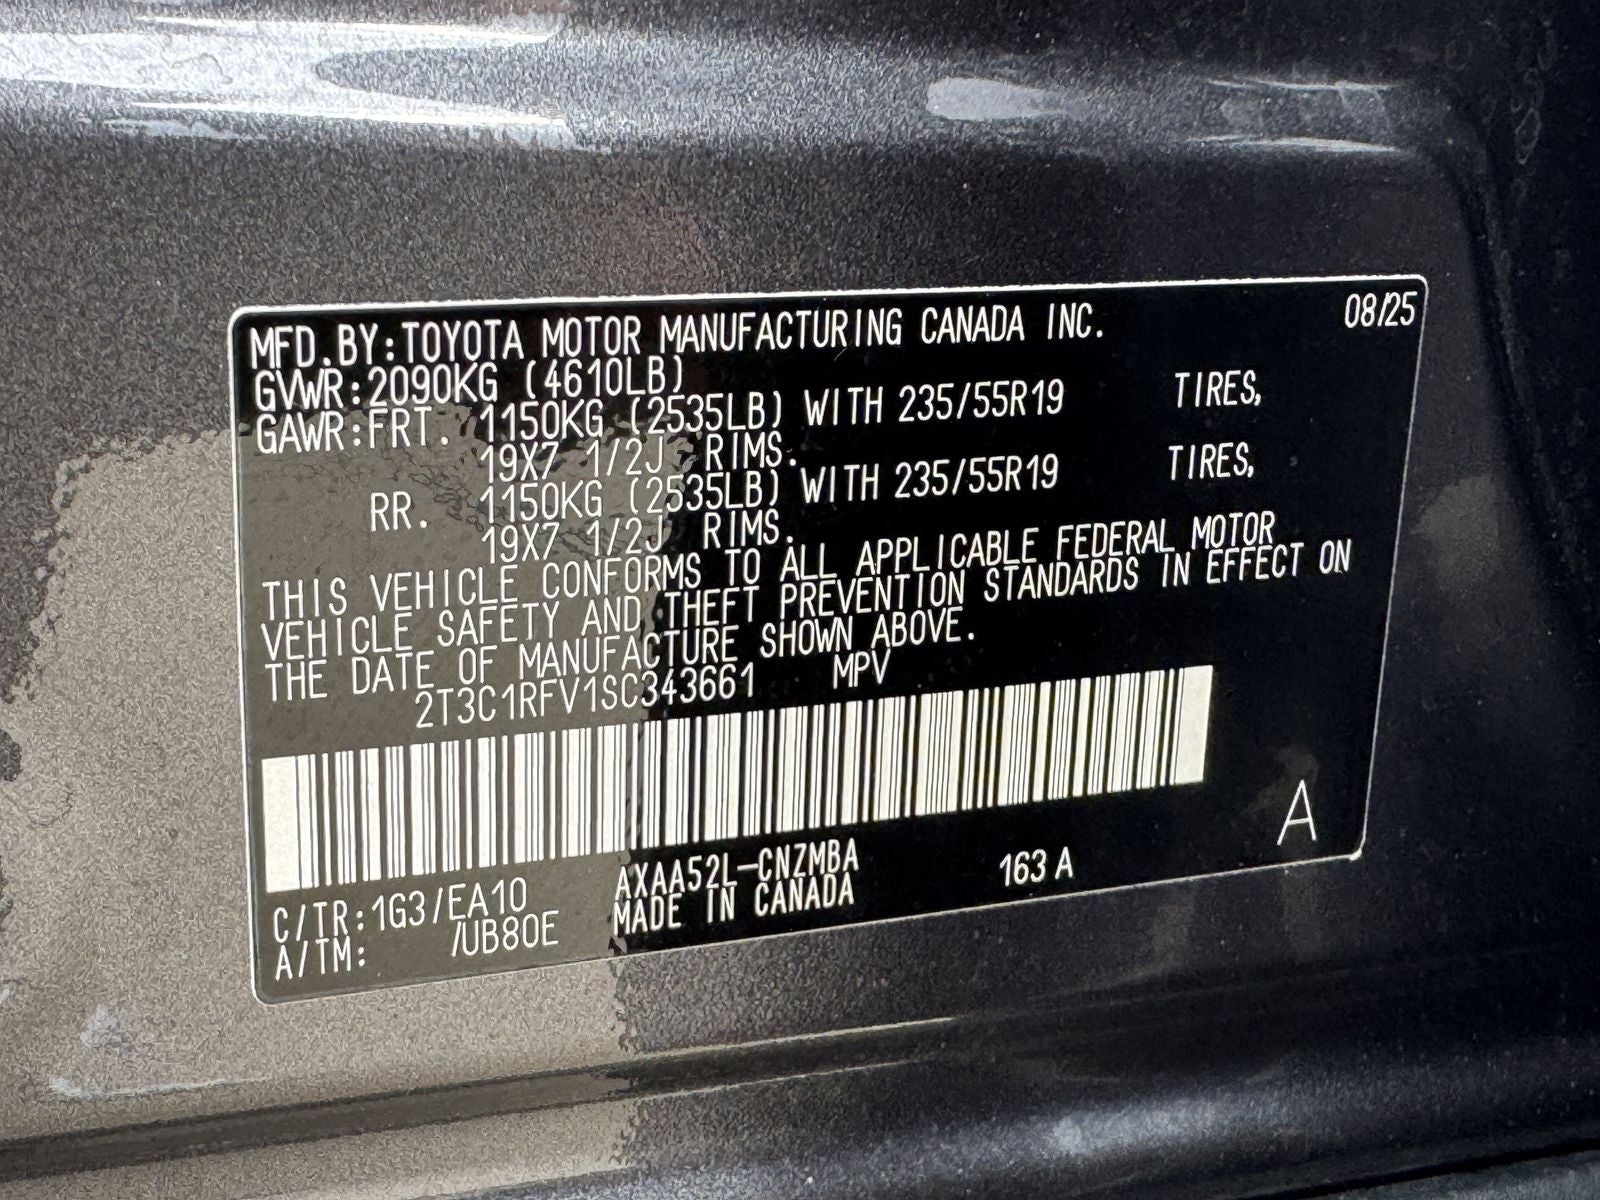 08/25
MFD.BY:TOYOTA MOTOR MANUFACTURING CANADA INC.
GVWR:2090KG (4610LB)
GAWR:FRT. 1150KG (2535LB) WITH 235/55R19 TIRES,
19X7 1/2J RIMS.
RR. 1150KG (2535LB) WITH 235/55R19 TIRES,
19X7 1/2J RIMS.
THIS VEHICLE CONFORMS TO ALL APPLICABLE FEDERAL MOTOR
VEHICLE SAFETY AND THEFT PREVENTION STANDARDS IN EFFECT ON
THE DATE OF MANUFACTURE SHOWN ABOVE.
2T3C1RFV1SC343661 MPV
A
C/TR:1G3/EA10 AXAA52L-CNZMBA 163 A
A/TM: /UB80E MADE IN CANADA